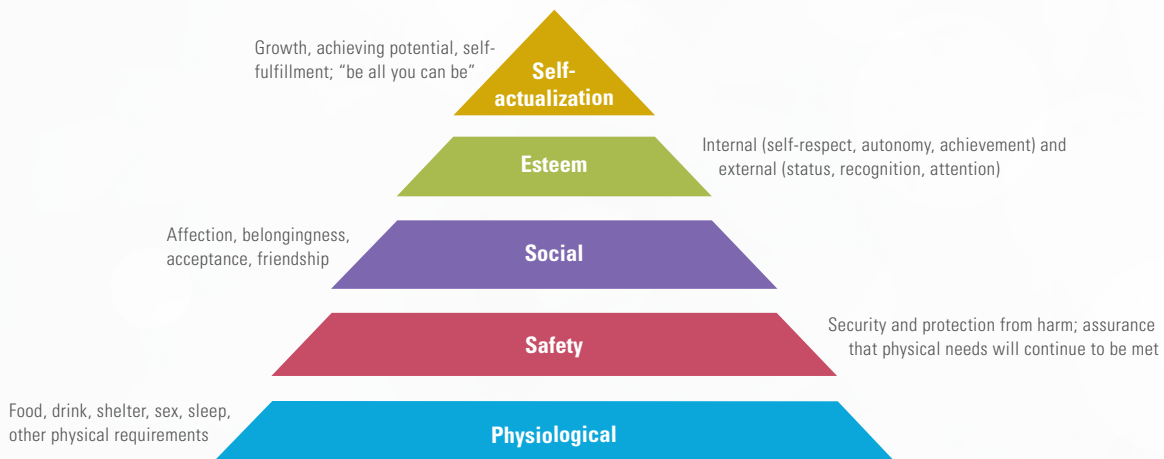 Growth, achieving potential, self-
fulfillment; “be all you can be”
Self-
actualization
Esteem
Internal (self-respect, autonomy, achievement) and
external (status, recognition, attention)
Affection, belongingness,
acceptance, friendship
Social
Safety
Security and protection from harm; assurance
that physical needs will continue to be met
Food, drink, shelter, sex, sleep,
other physical requirements
Physiological